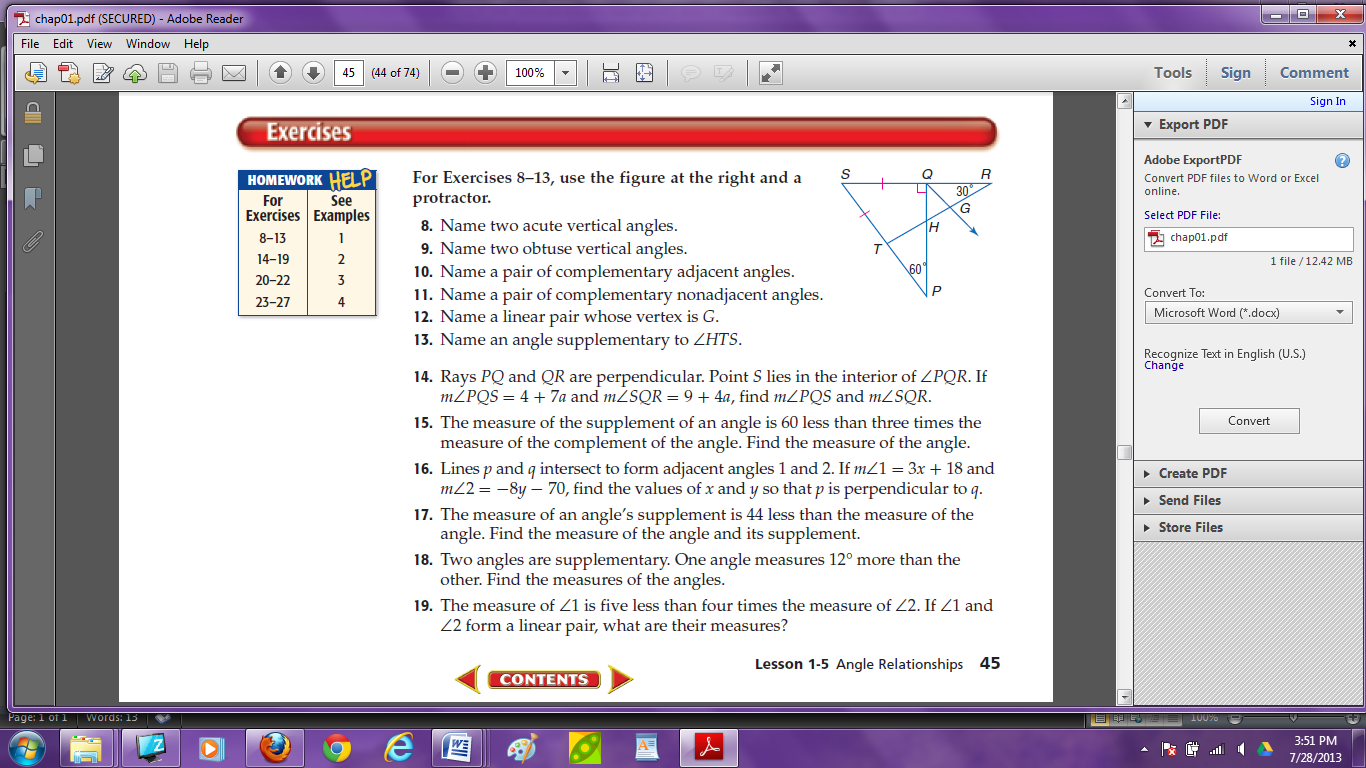 chap01.pdf (SECURED) - Adobe Reader
File Edit View Window Help
45 (44 of 74) 100% Tools Sign Comment
Sign In
Export PDF
Adobe ExportPDF
Convert PDF files to Word or Excel
online.
Select PDF File:
chap01.pdf
1 file / 12.42 MB
Convert To:
Microsoft Word (*.docx)
Recognize Text in English (U.S.)
Change
Convert
Create PDF
Send Files
Store Files
Exercises
HOMEWORK HELP
For Exercises See Examples
8–13 1
14–19 2
20–22 3
23–27 4
For Exercises 8–13, use the figure at the right and a
protractor.
8. Name two acute vertical angles.
9. Name two obtuse vertical angles.
10. Name a pair of complementary adjacent angles.
11. Name a pair of complementary nonadjacent angles.
12. Name a linear pair whose vertex is G.
13. Name an angle supplementary to ∠HTS.
S Q R
30°
G
H
T
60°
P
14. Rays PQ and QR are perpendicular. Point S lies in the interior of ∠PQR. If
m∠PQS = 4 + 7a and m∠SQR = 9 + 4a, find m∠PQS and m∠SQR.
15. The measure of the supplement of an angle is 60 less than three times the
measure of the complement of the angle. Find the measure of the angle.
16. Lines p and q intersect to form adjacent angles 1 and 2. If m∠1 = 3x + 18 and
m∠2 = −8y − 70, find the values of x and y so that p is perpendicular to q.
17. The measure of an angle's supplement is 44 less than the measure of the
angle. Find the measure of the angle and its supplement.
18. Two angles are supplementary. One angle measures 12° more than the
other. Find the measures of the angles.
19. The measure of ∠1 is five less than four times the measure of ∠2. If ∠1 and
∠2 form a linear pair, what are their measures?
Lesson 1-5 Angle Relationships 45
CONTENTS
Page: 1 of 1 Words: 13 100%
3:51 PM
7/28/2013